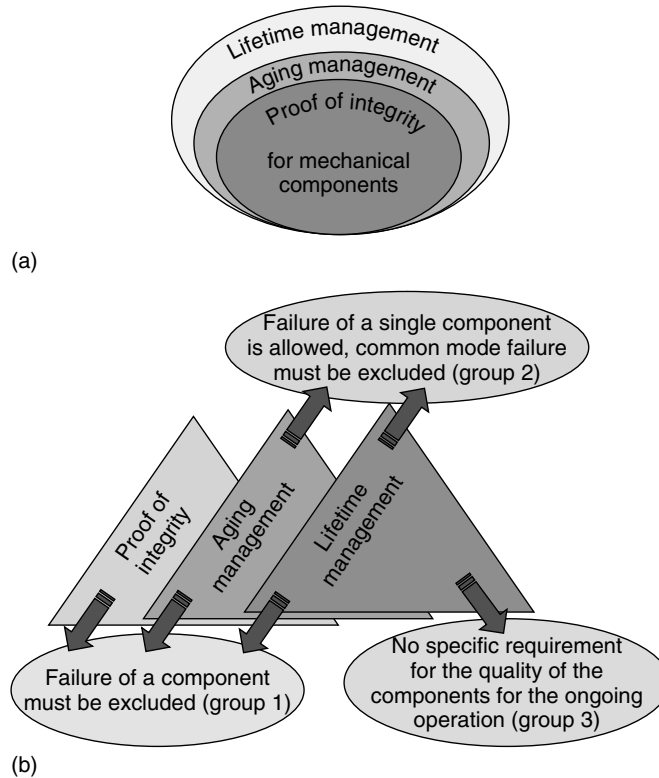 Lifetime management
Aging management
Proof of integrity
for mechanical
components
(a)
Failure of a single component
is allowed, common mode failure
must be excluded (group 2)
Proof of
integrity
Aging
management
Lifetime
management
Failure of a component
must be excluded (group 1)
No specific requirement
for the quality of the
components for the ongoing
operation (group 3)
(b)